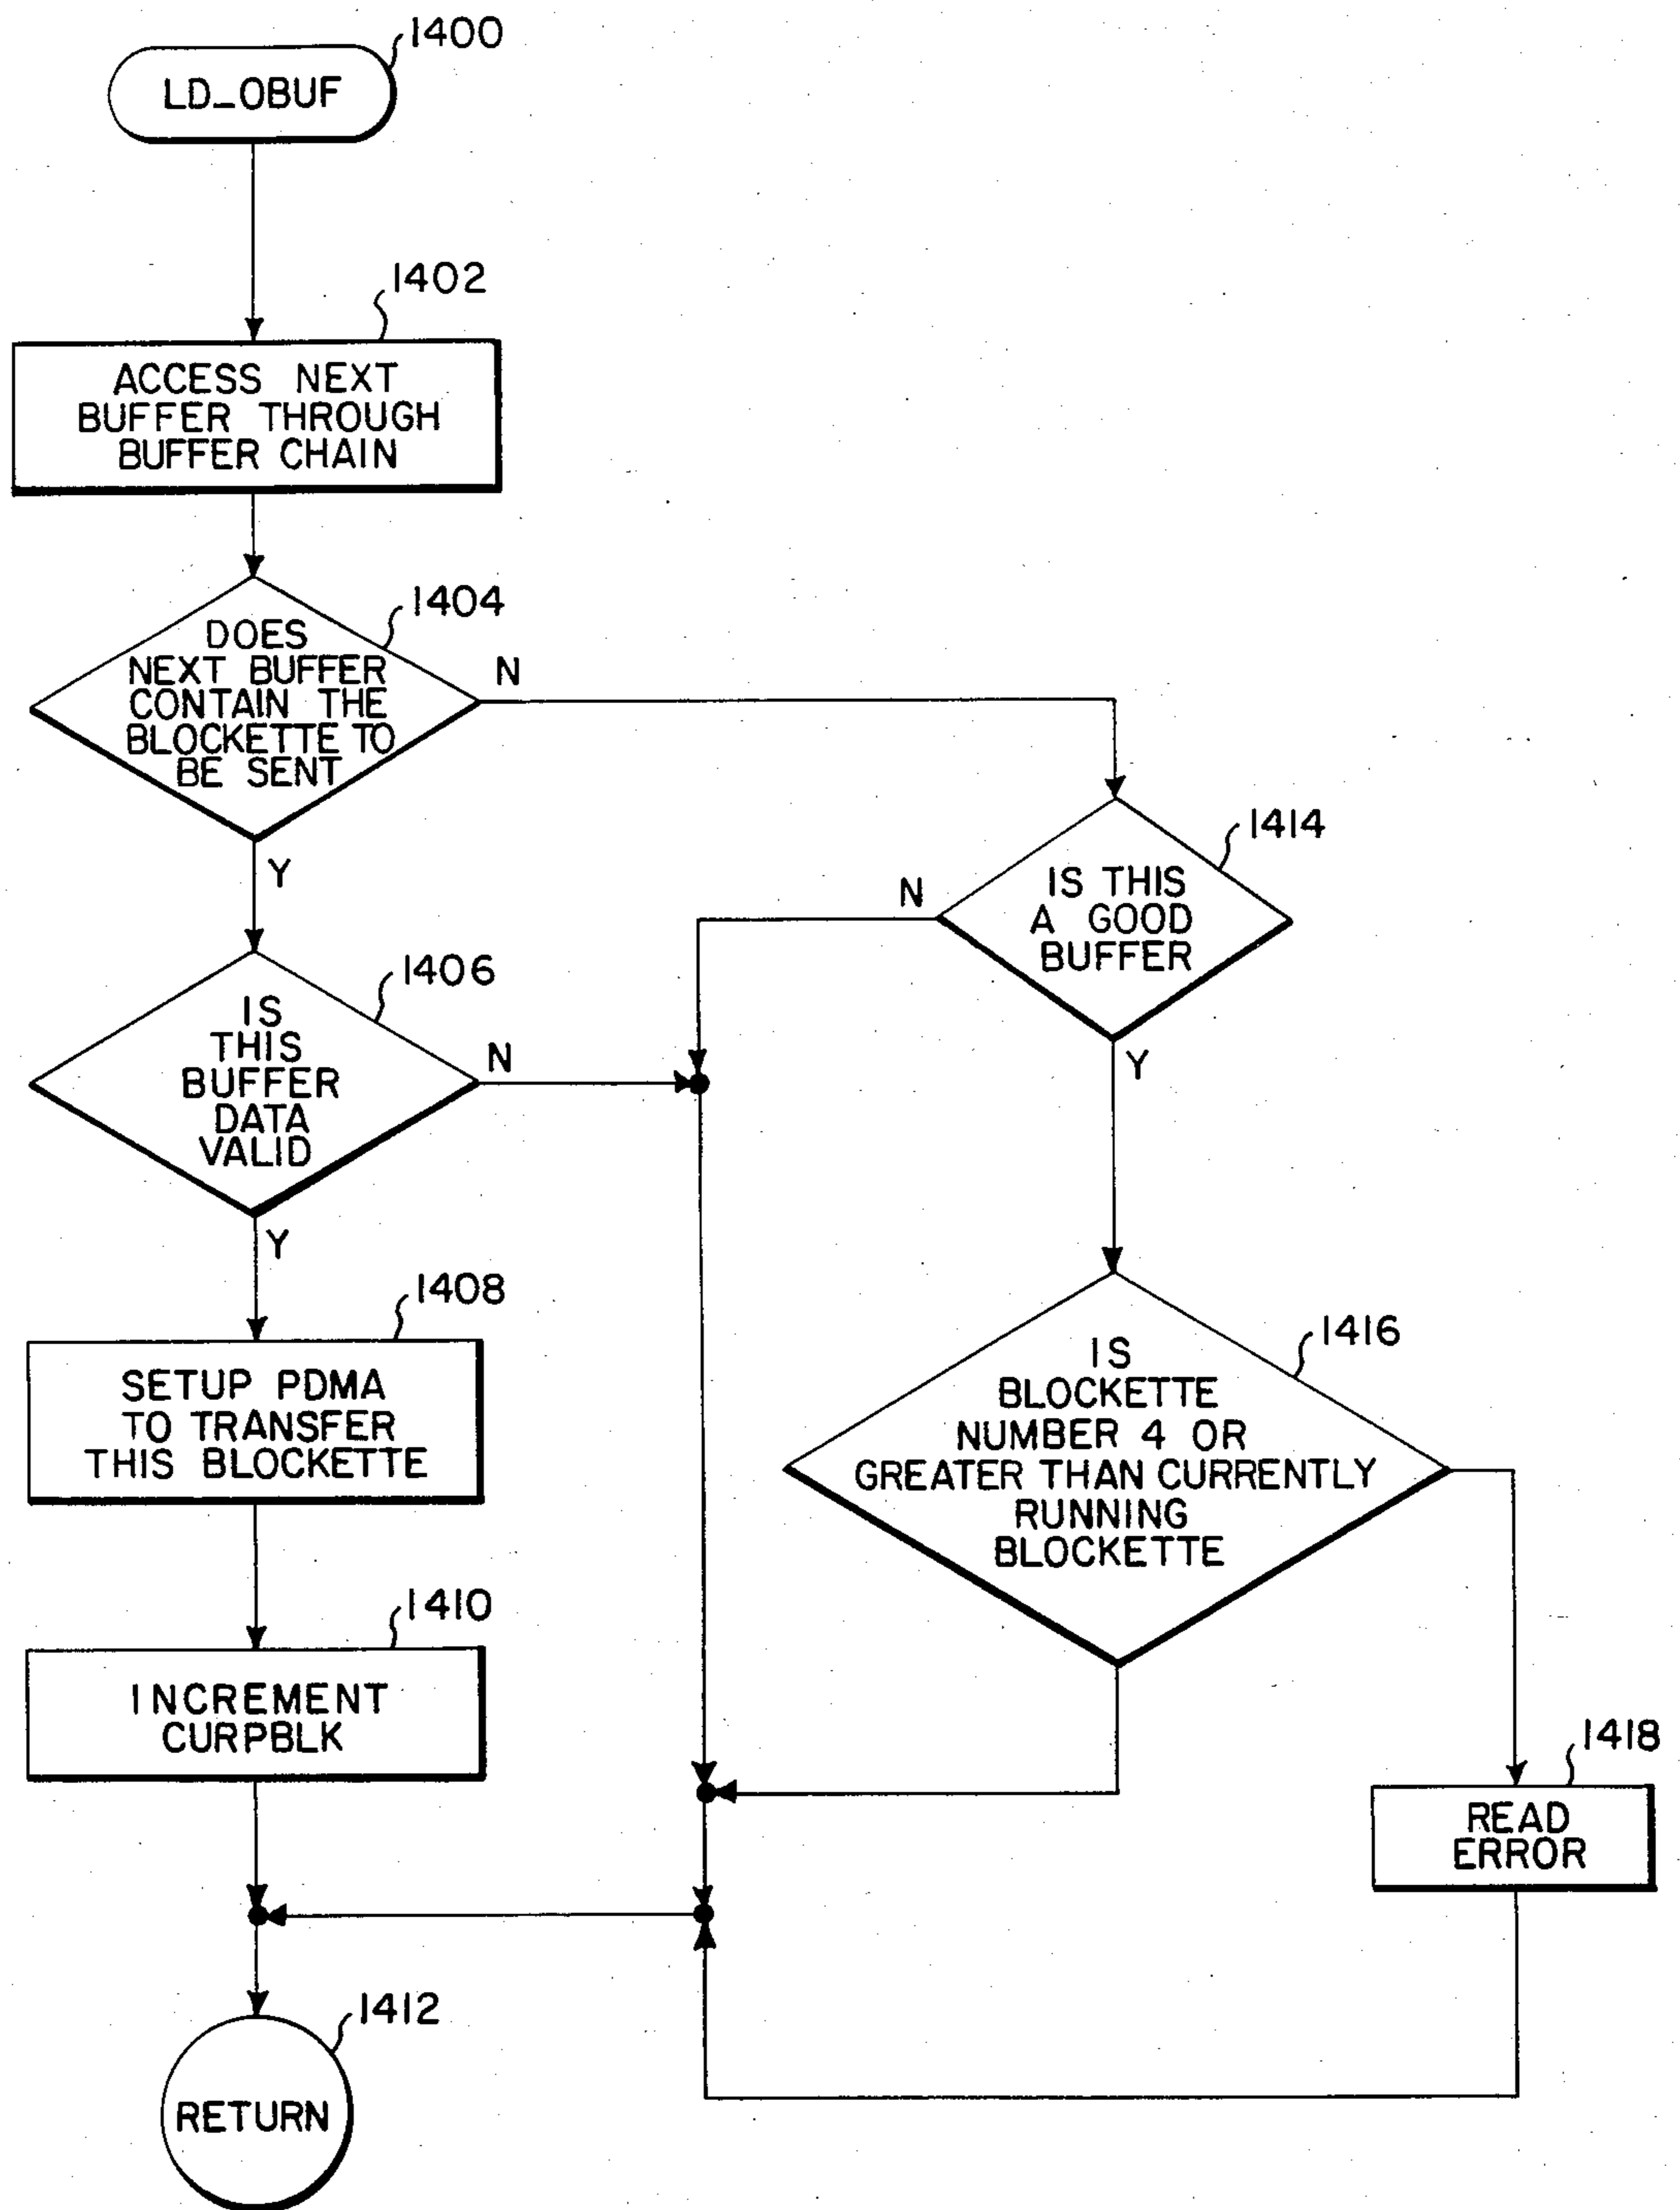 1400
LD_OBUF
1402
ACCESS NEXT
BUFFER THROUGH
BUFFER CHAIN
1404
DOES
NEXT BUFFER
CONTAIN THE
BLOCKETTE TO
BE SENT
N
Y
1414
IS THIS
A GOOD
BUFFER
N
Y
1406
IS
THIS
BUFFER
DATA
VALID
N
Y
1408
SETUP PDMA
TO TRANSFER
THIS BLOCKETTE
1416
IS
BLOCKETTE
NUMBER 4 OR
GREATER THAN CURRENTLY
RUNNING
BLOCKETTE
1410
INCREMENT
CURPBLK
1418
READ
ERROR
1412
RETURN